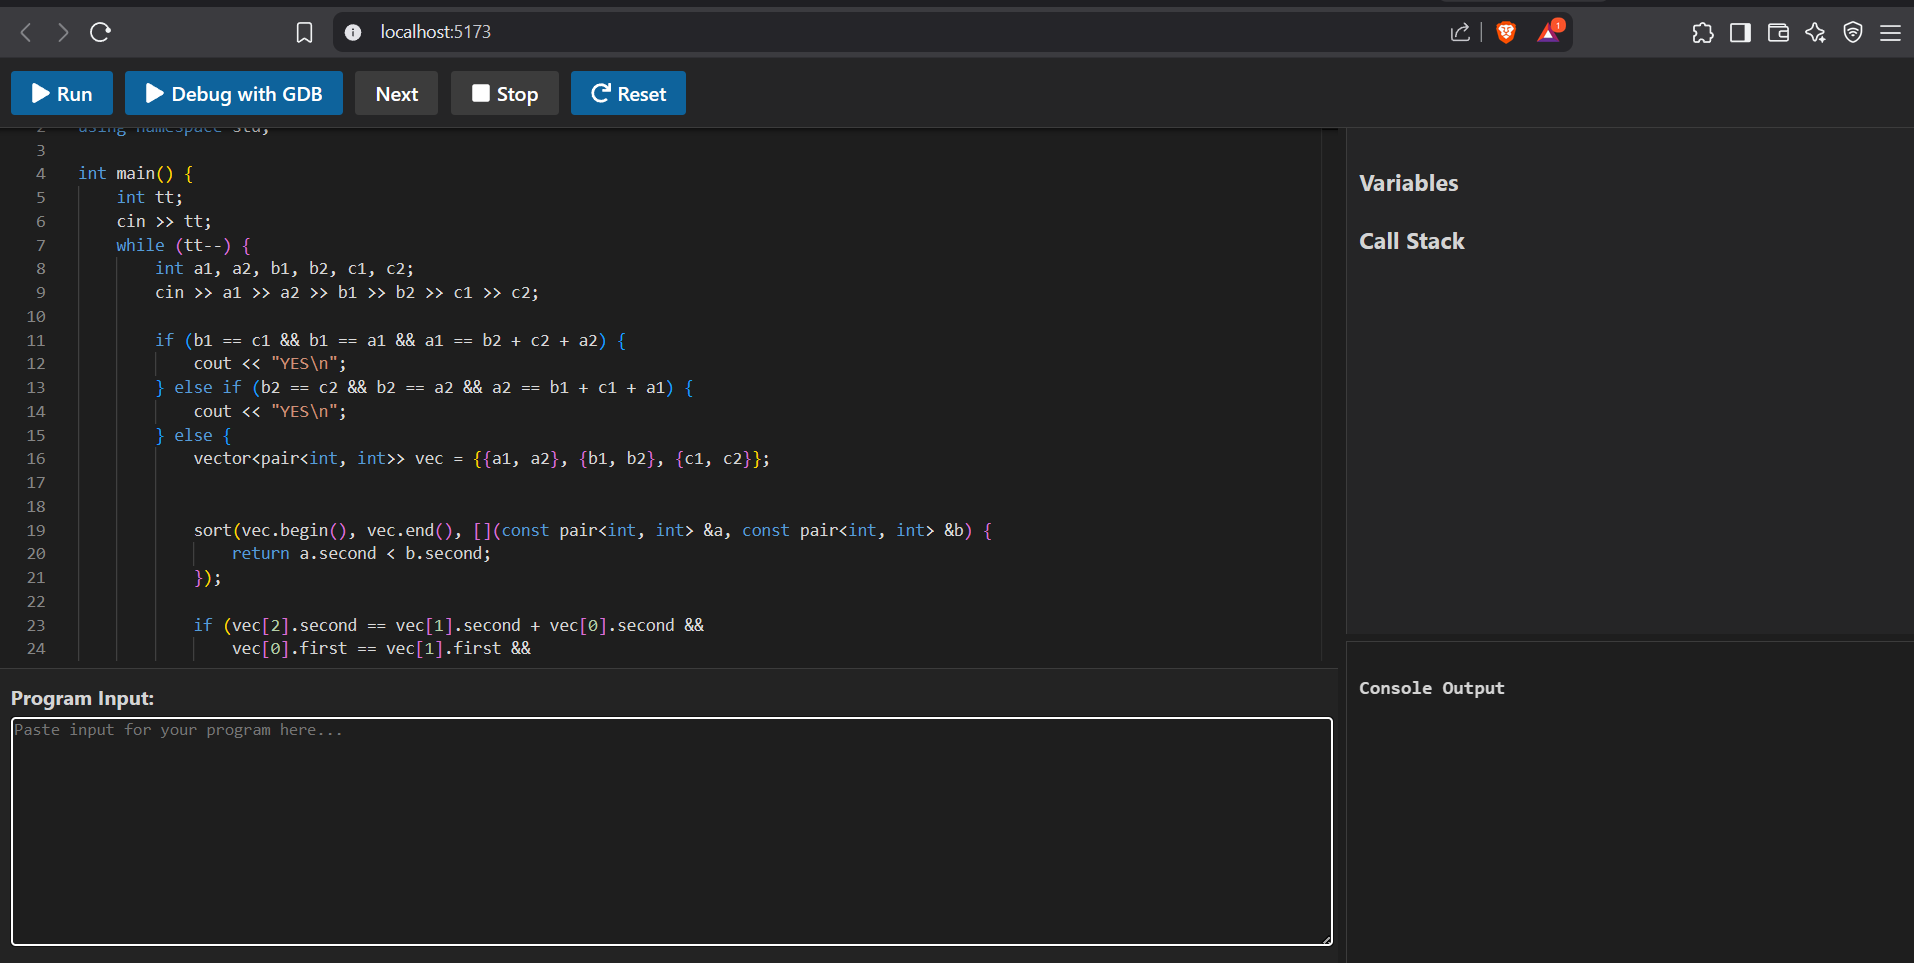 localhost:5173
1
Run Debug with GDB Next Stop Reset
2 using namespace std;
3
4 int main() {
5     int tt;
6     cin >> tt;
7     while (tt--) {
8         int a1, a2, b1, b2, c1, c2;
9         cin >> a1 >> a2 >> b1 >> b2 >> c1 >> c2;
10
11         if (b1 == c1 && b1 == a1 && a1 == b2 + c2 + a2) {
12             cout << "YES\n";
13         } else if (b2 == c2 && b2 == a2 && a2 == b1 + c1 + a1) {
14             cout << "YES\n";
15         } else {
16             vector<pair<int, int>> vec = {{a1, a2}, {b1, b2}, {c1, c2}};
17
18
19             sort(vec.begin(), vec.end(), [](const pair<int, int> &a, const pair<int, int> &b) {
20                 return a.second < b.second;
21             });
22
23             if (vec[2].second == vec[1].second + vec[0].second &&
24                 vec[0].first == vec[1].first &&
Program Input:
Paste input for your program here...
Variables
Call Stack
Console Output